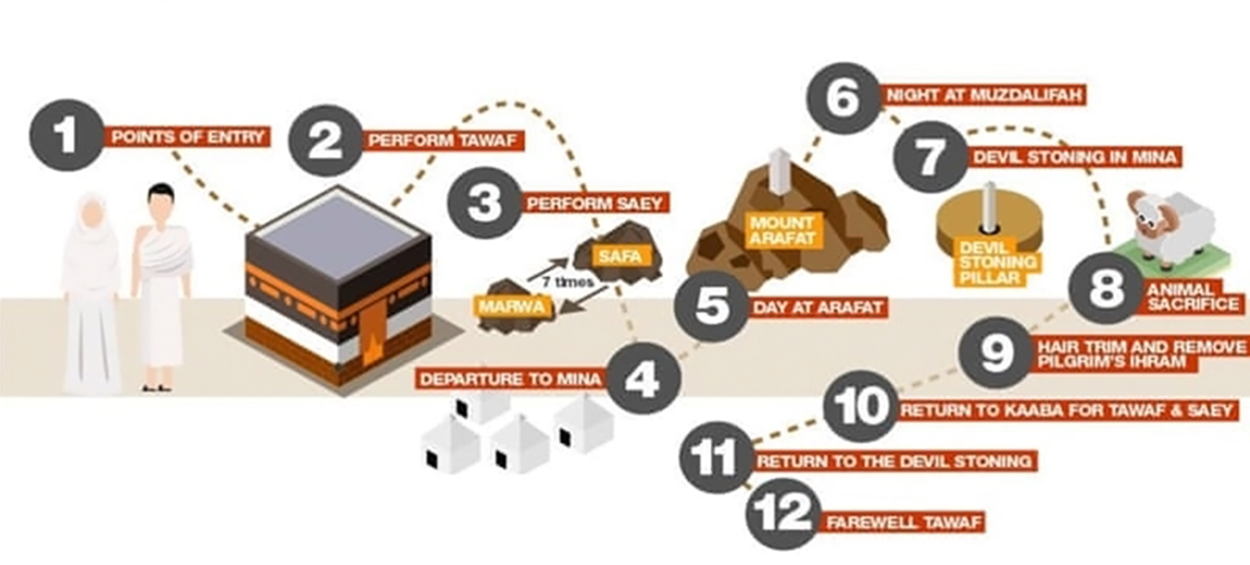 1 POINTS OF ENTRY
2 PERFORM TAWAF
3 PERFORM SAEY
SAFA
7 times
MARWA
DEPARTURE TO MINA 4
MOUNT
ARAFAT
5 DAY AT ARAFAT
6 NIGHT AT MUZDALIFAH
7 DEVIL STONING IN MINA
DEVIL
STONING
PILLAR
8 ANIMAL
SACRIFICE
9 HAIR TRIM AND REMOVE
PILGRIM'S IHRAM
10 RETURN TO KAABA FOR TAWAF & SAEY
11 RETURN TO THE DEVIL STONING
12 FAREWELL TAWAF